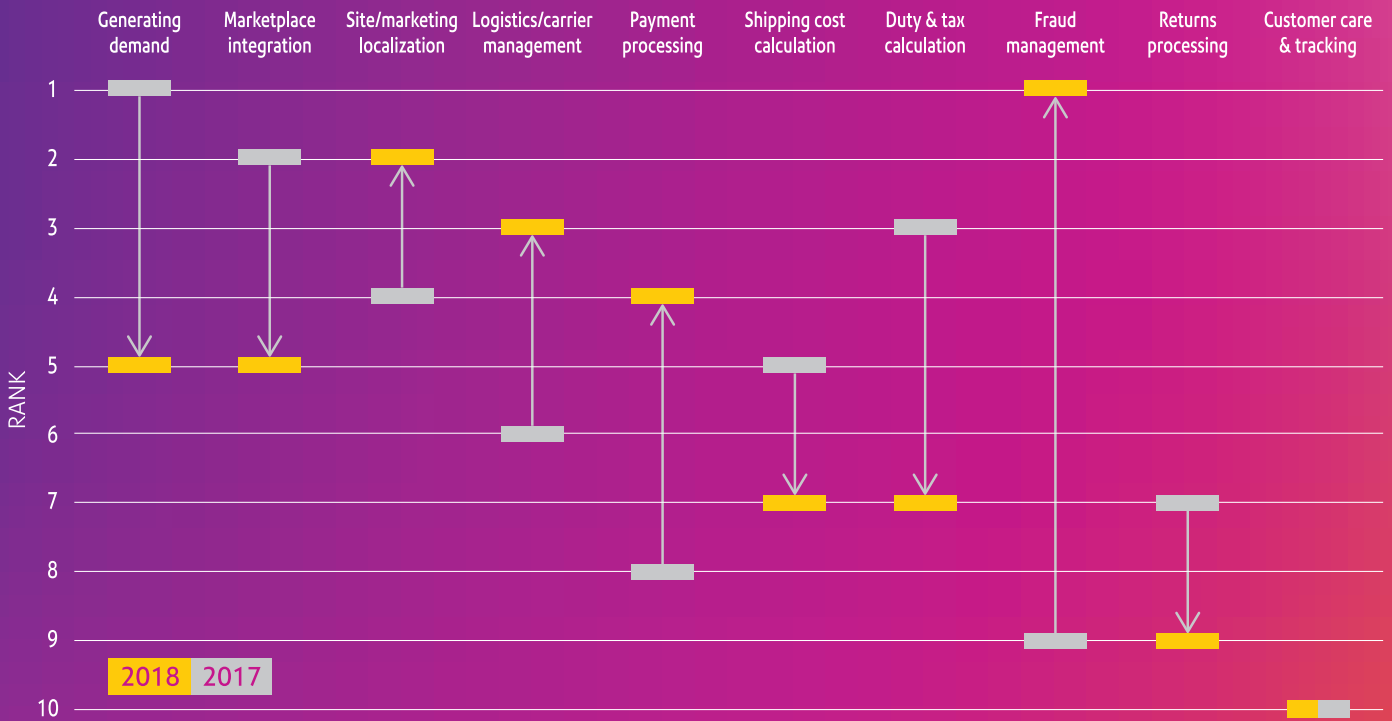 Generating demand
Marketplace integration
Site/marketing localization
Logistics/carrier management
Payment processing
Shipping cost calculation
Duty & tax calculation
Fraud management
Returns processing
Customer care & tracking
1
2
3
4
5
6
7
8
9
10
RANK
2018 2017